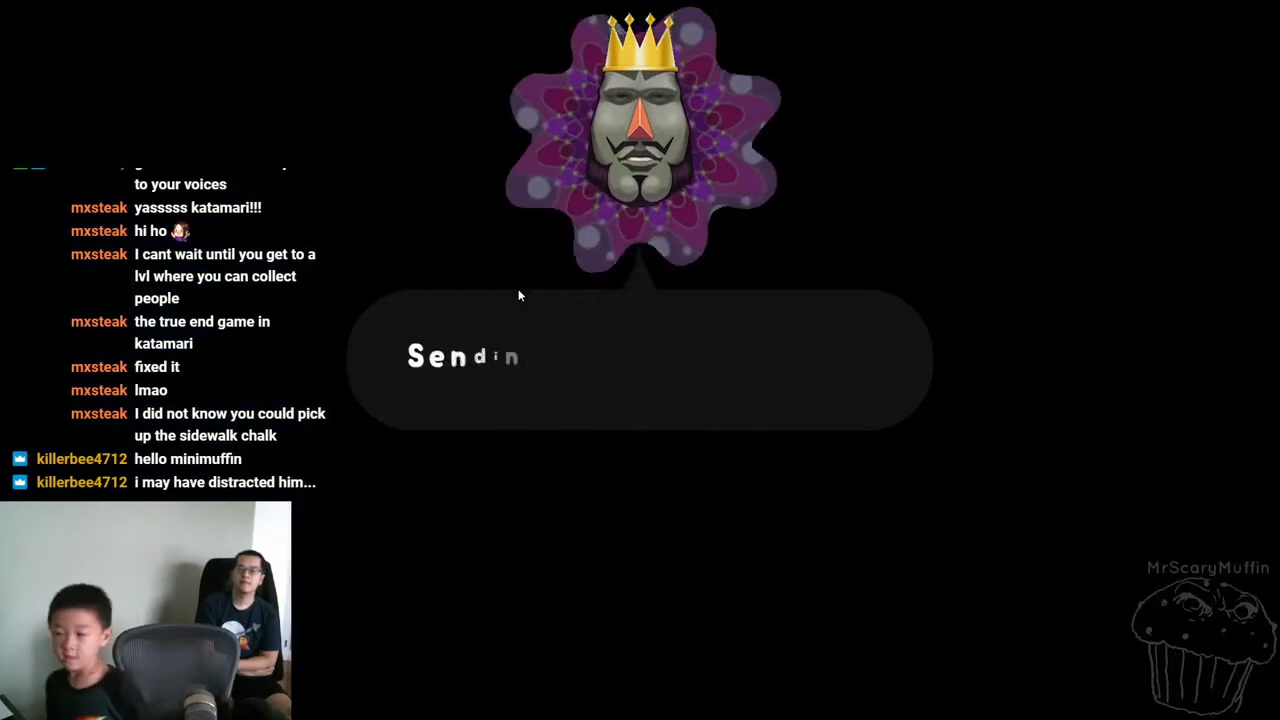 to your voices
mxsteak yasssss katamari!!!
mxsteak hi ho
mxsteak I cant wait until you get to a
lvl where you can collect
people
mxsteak the true end game in
katamari
mxsteak fixed it
mxsteak lmao
mxsteak I did not know you could pick
up the sidewalk chalk
killerbee4712 hello minimuffin
killerbee4712 i may have distracted him...
Sendin
MrScaryMuffin